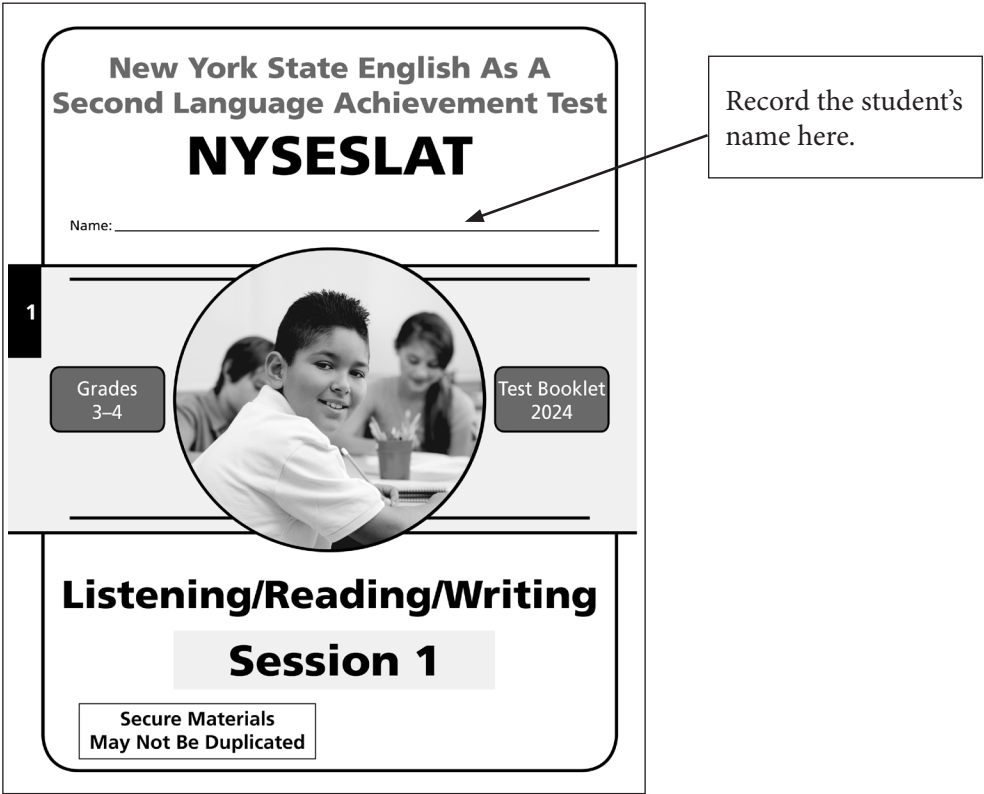 New York State English As A
Second Language Achievement Test
NYSESLAT
Record the student’s
name here.
Name:
1
Grades
3–4
Test Booklet
2024
Listening/Reading/Writing
Session 1
Secure Materials
May Not Be Duplicated